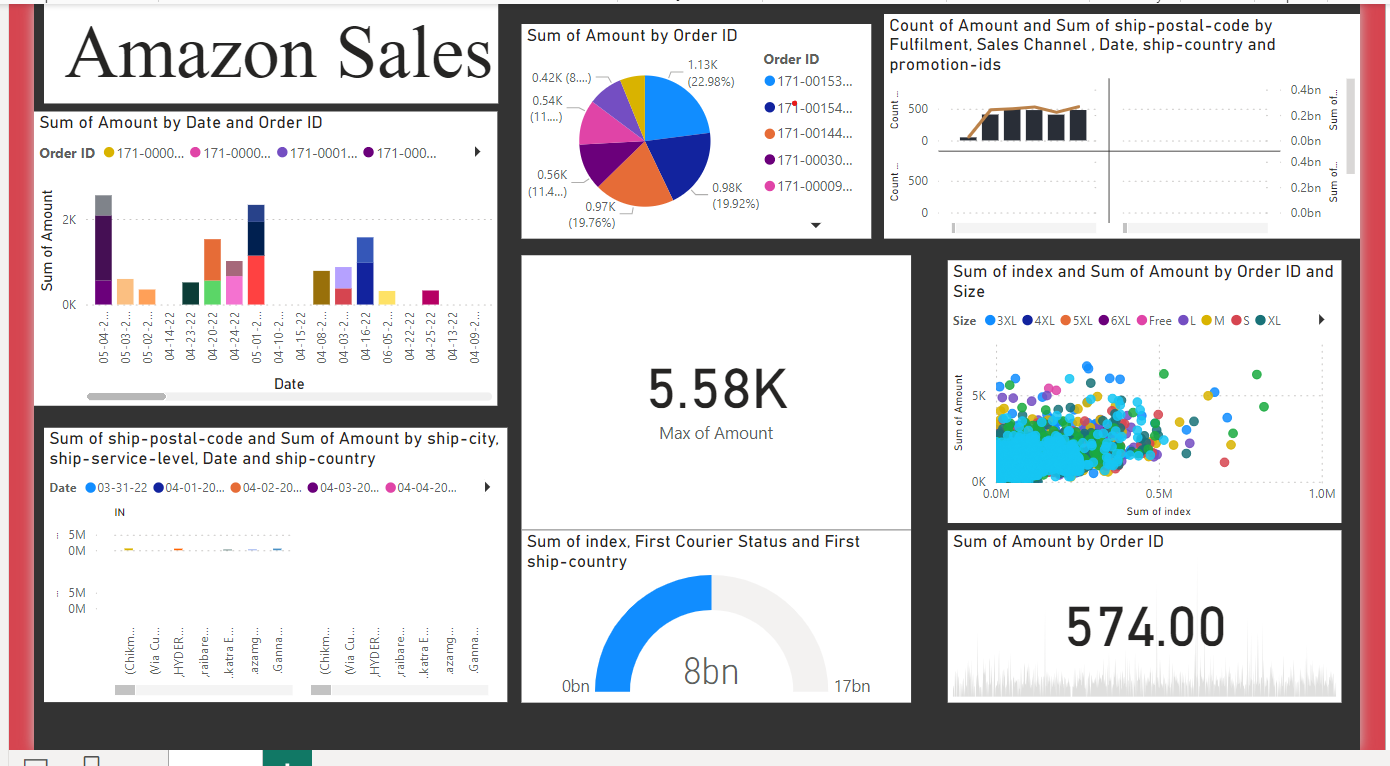 Amazon Sales
Sum of Amount by Date and Order ID
Order ID 171-0000... 171-0000... 171-0001... 171-000...
Sum of Amount
2K
0K
05-04-2...
05-03-2...
05-02-2...
04-14-22
04-23-22
04-20-22
04-24-22
05-01-2...
04-10-2...
04-15-22
04-08-2...
04-03-2...
04-16-22
06-05-2...
04-22-22
04-25-22
04-13-22
04-09-2...
Date
Sum of ship-postal-code and Sum of Amount by ship-city,
ship-service-level, Date and ship-country
Date 03-31-22 04-01-20... 04-02-20... 04-03-20... 04-04-20...
IN
5M
0M
5M
0M
(Chikm...
(Via Cu...
,HYDER...
,raibare...
..katra E...
.azamg...
.Ganna...
(Chikm...
(Via Cu...
,HYDER...
,raibare...
..katra E...
.azamg...
.Ganna...
Sum of Amount by Order ID
1.13K
(22.98%)
0.98K
(19.92%)
0.97K
(19.76%)
0.56K
(11.4...)
0.54K
(11....)
0.42K (8....)
Order ID
171-00153...
171-00154...
171-00144...
171-00030...
171-00009...
5.58K
Max of Amount
Sum of index, First Courier Status and First
ship-country
0bn
8bn
17bn
Count of Amount and Sum of ship-postal-code by
Fulfilment, Sales Channel , Date, ship-country and
promotion-ids
Count...
500
0
0.4bn
0.2bn
0.0bn
Sum of...
Count...
500
0
0.4bn
0.2bn
0.0bn
Sum of...
Sum of index and Sum of Amount by Order ID and
Size
Size 3XL 4XL 5XL 6XL Free L M S XL
Sum of Amount
5K
0K
0.0M
0.5M
1.0M
Sum of index
Sum of Amount by Order ID
574.00